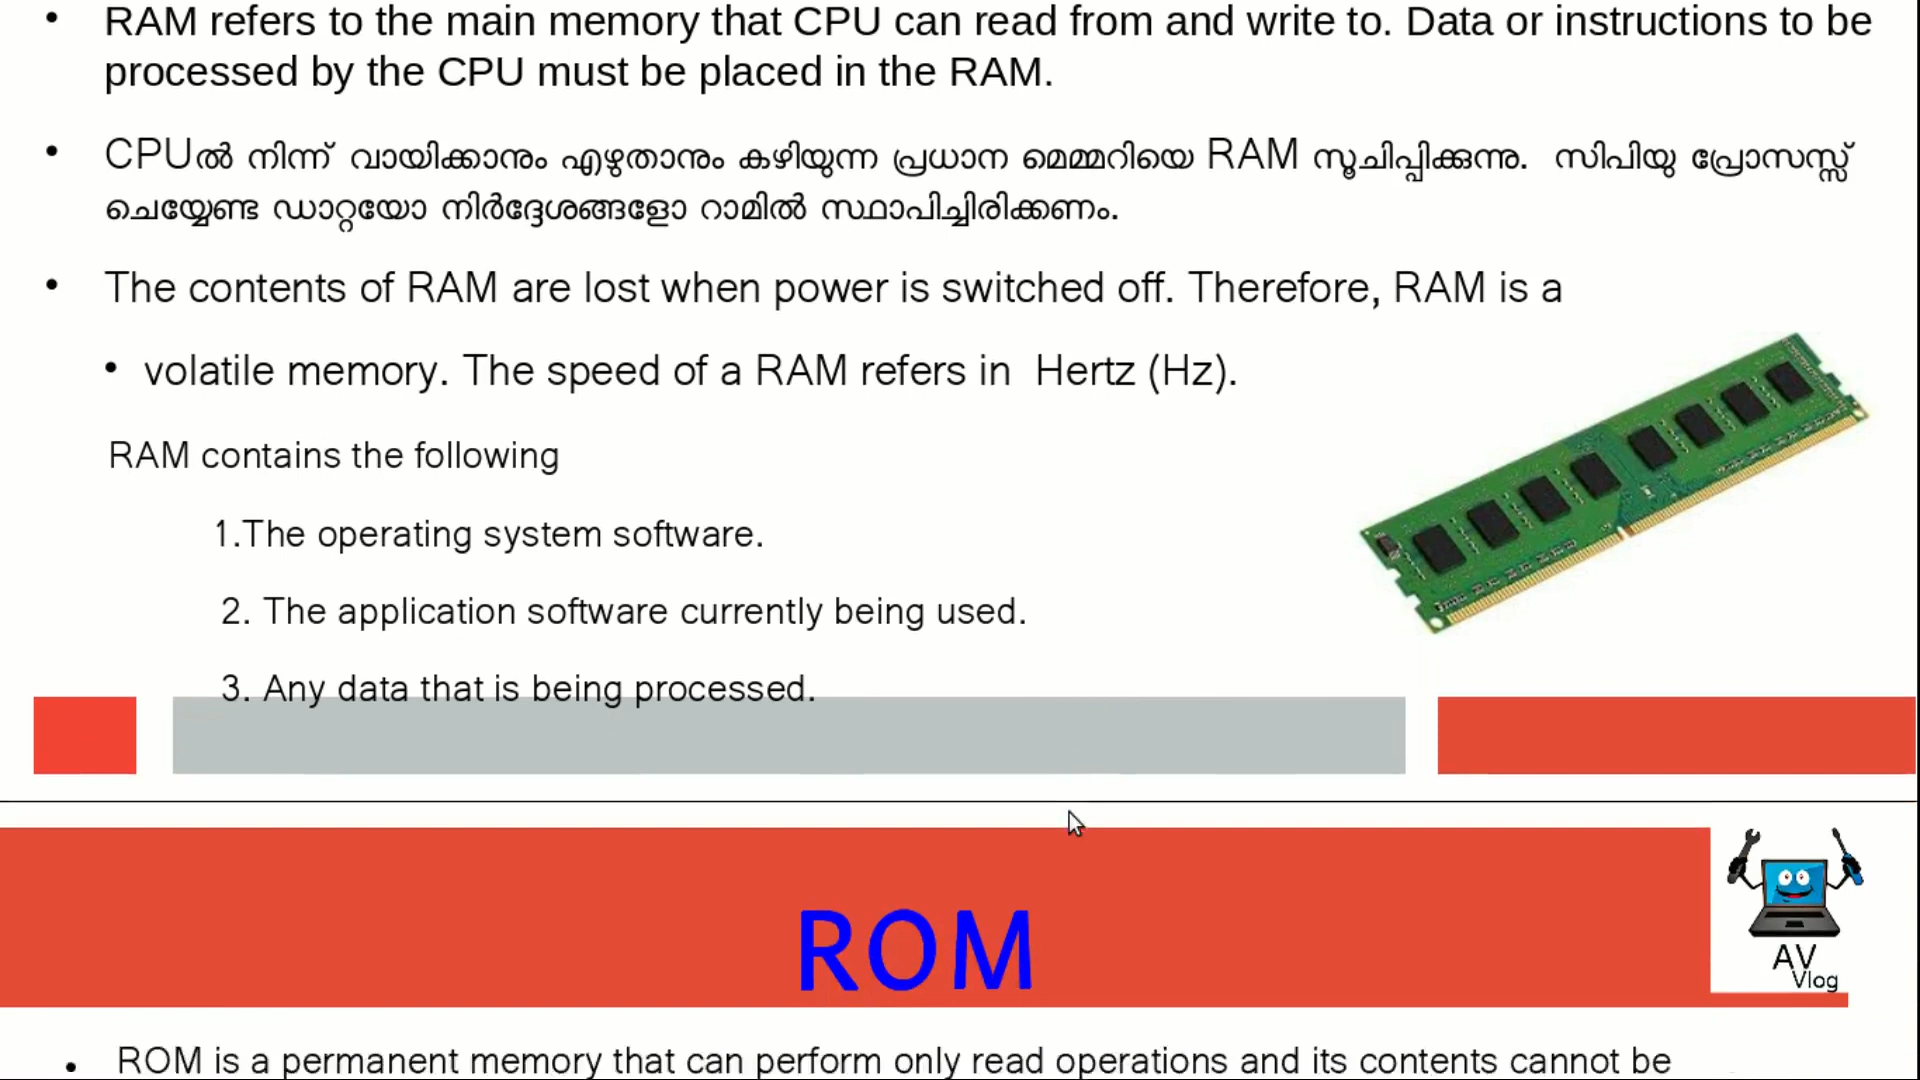 • RAM refers to the main memory that CPU can read from and write to. Data or instructions to be
processed by the CPU must be placed in the RAM.
• CPUൽ നിന്ന് വായിക്കാനും എഴുതാനും കഴിയുന്ന പ്രധാന മെമ്മറിയെ RAM സൂചിപ്പിക്കുന്നു. സിപിയു പ്രോസസ്സ്
ചെയ്യേണ്ട ഡാറ്റയോ നിർദ്ദേശങ്ങളോ റാമിൽ സ്ഥാപിച്ചിരിക്കണം.
• The contents of RAM are lost when power is switched off. Therefore, RAM is a
• volatile memory. The speed of a RAM refers in Hertz (Hz).
RAM contains the following
1.The operating system software.
2. The application software currently being used.
3. Any data that is being processed.
ROM
AV
Vlog
• ROM is a permanent memory that can perform only read operations and its contents cannot be